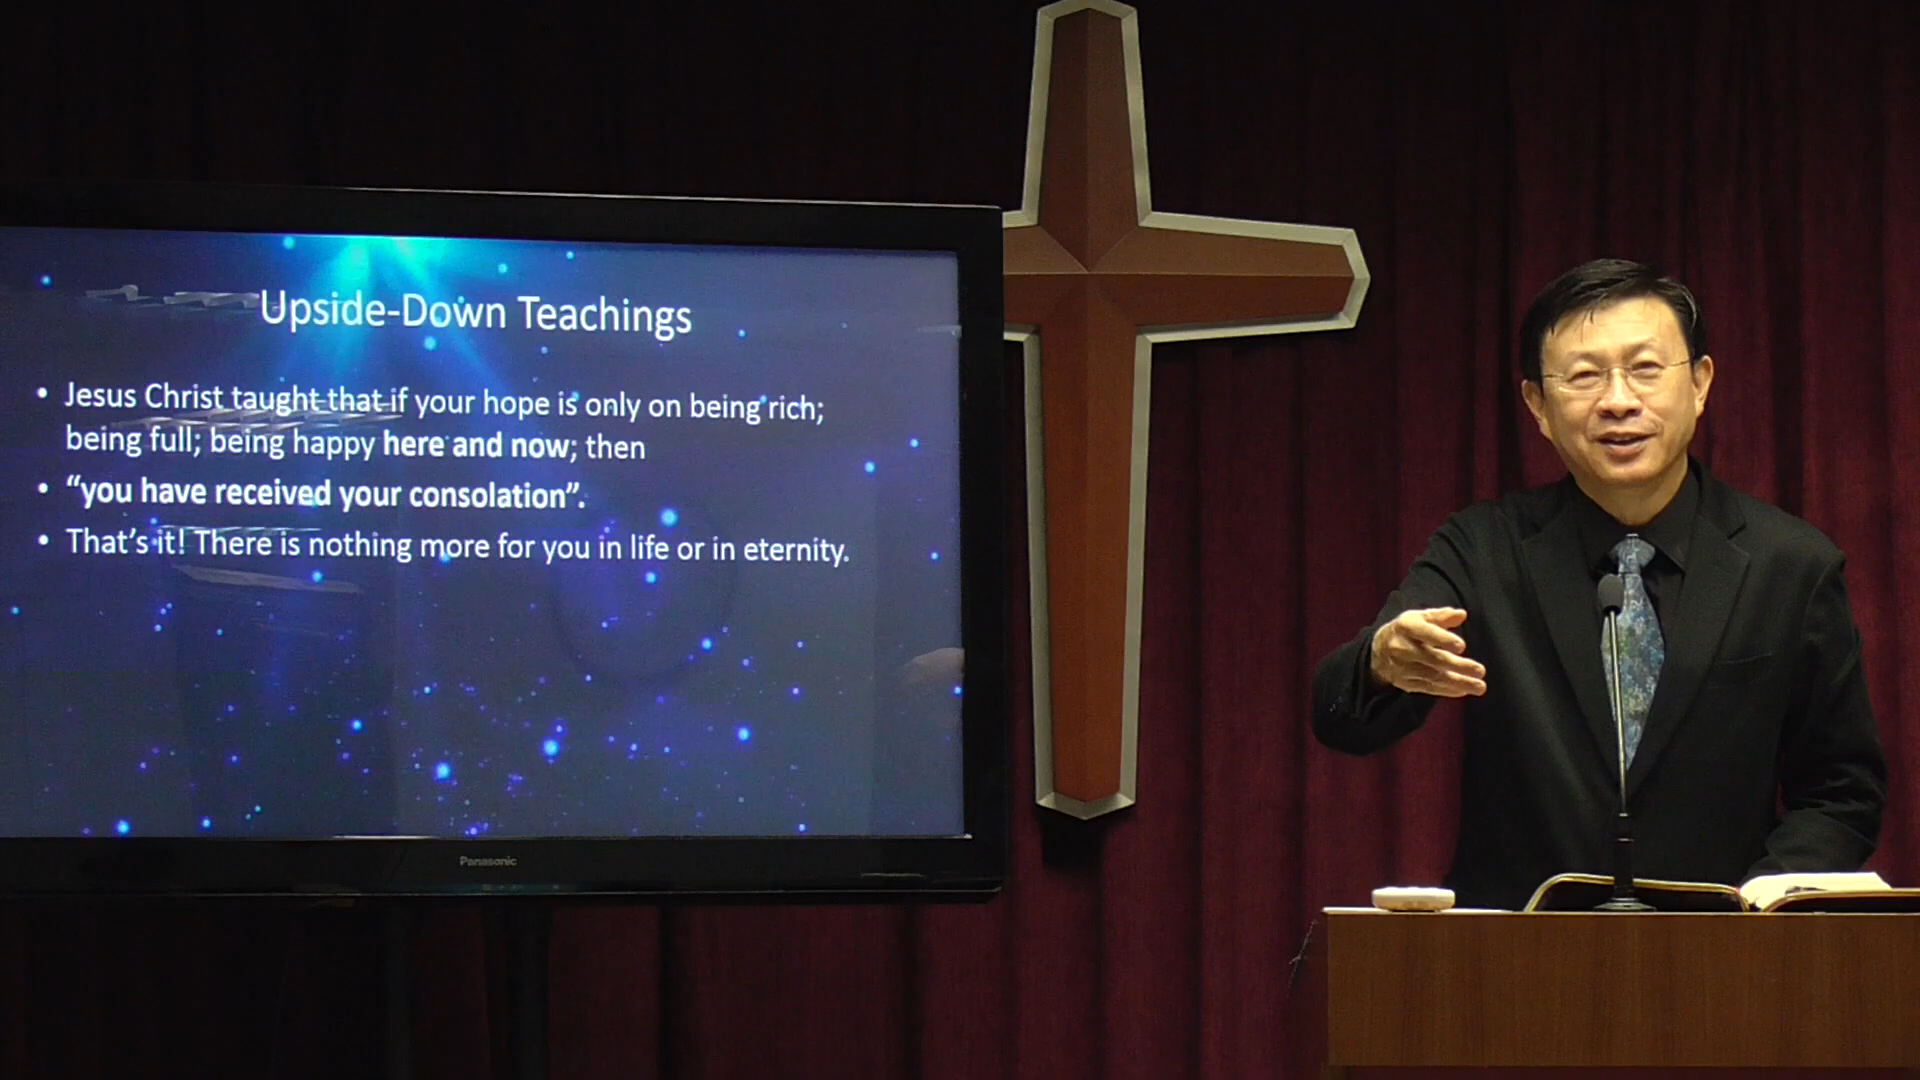 Upside-Down Teachings
• Jesus Christ taught that if your hope is only on being rich;
being full; being happy here and now; then
• “you have received your consolation”.
• That’s it! There is nothing more for you in life or in eternity.
Panasonic